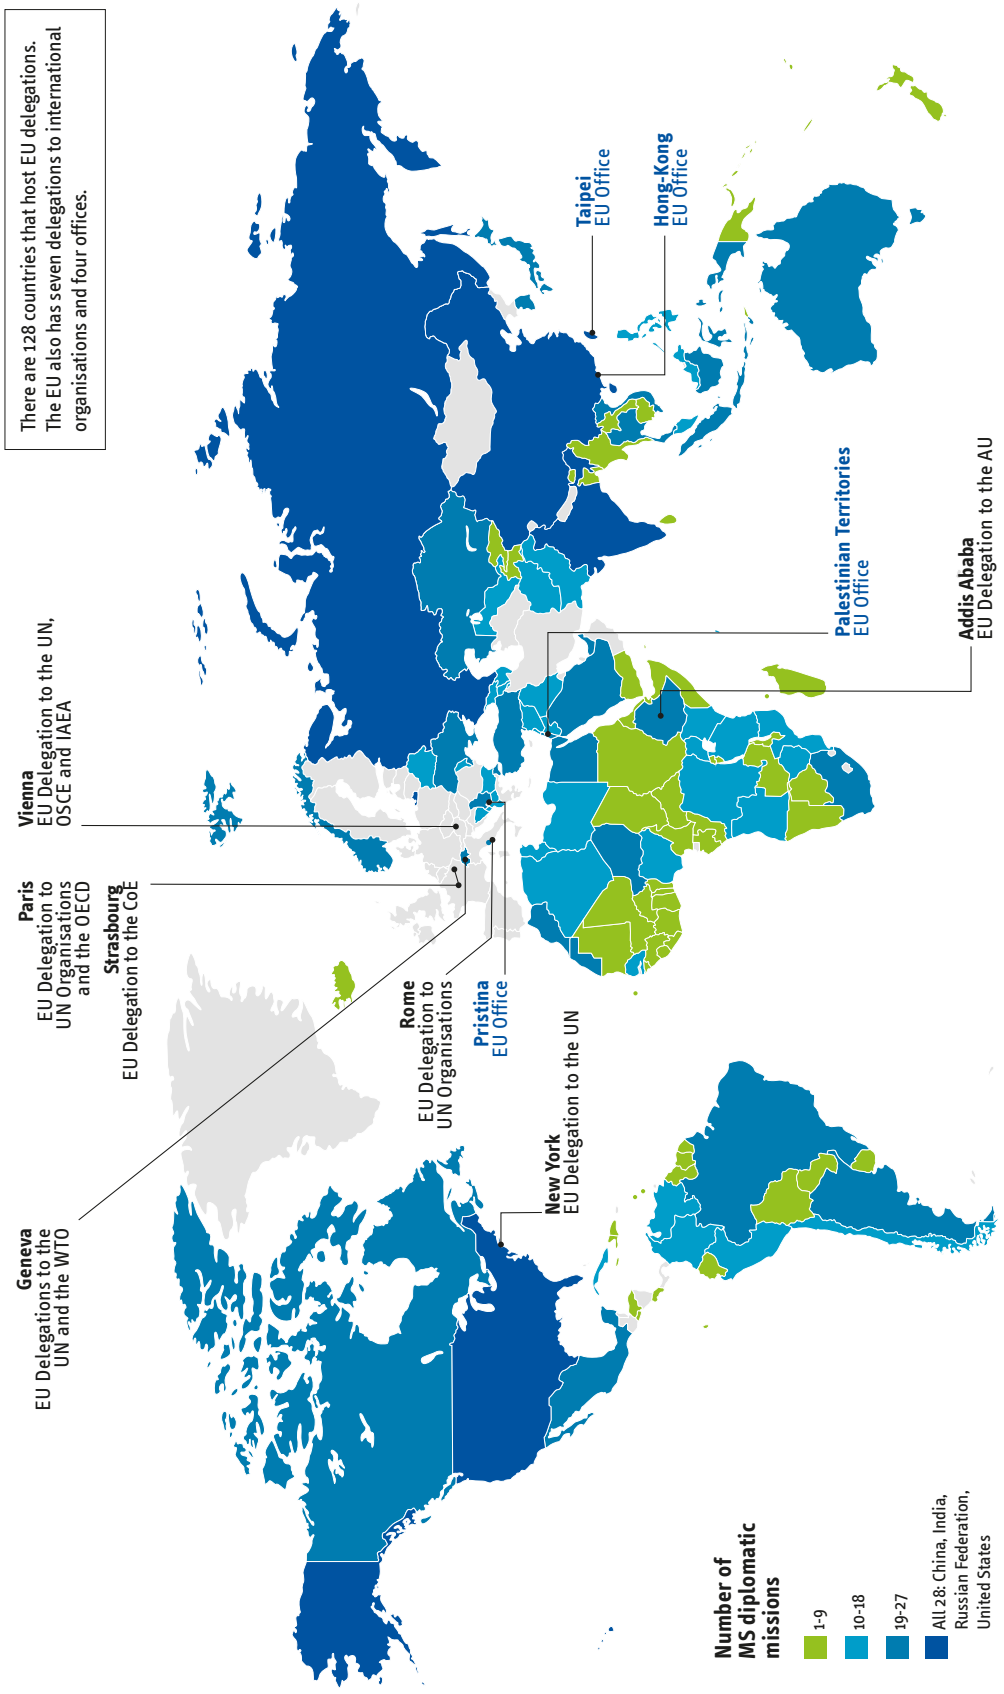 There are 128 countries that host EU delegations.
The EU also has seven delegations to international
organisations and four offices.
Vienna
EU Delegation to the UN,
OSCE and IAEA
Paris
EU Delegation to
UN Organisations
and the OECD
Strasbourg
EU Delegation to the CoE
Geneva
EU Delegations to the
UN and the WTO
Rome
EU Delegation to
UN Organisations
Pristina
EU Office
New York
EU Delegation to the UN
Taipei
EU Office
Hong-Kong
EU Office
Palestinian Territories
EU Office
Addis Ababa
EU Delegation to the AU
Number of
MS diplomatic
missions
1-9
10-18
19-27
All 28: China, India,
Russian Federation,
United States